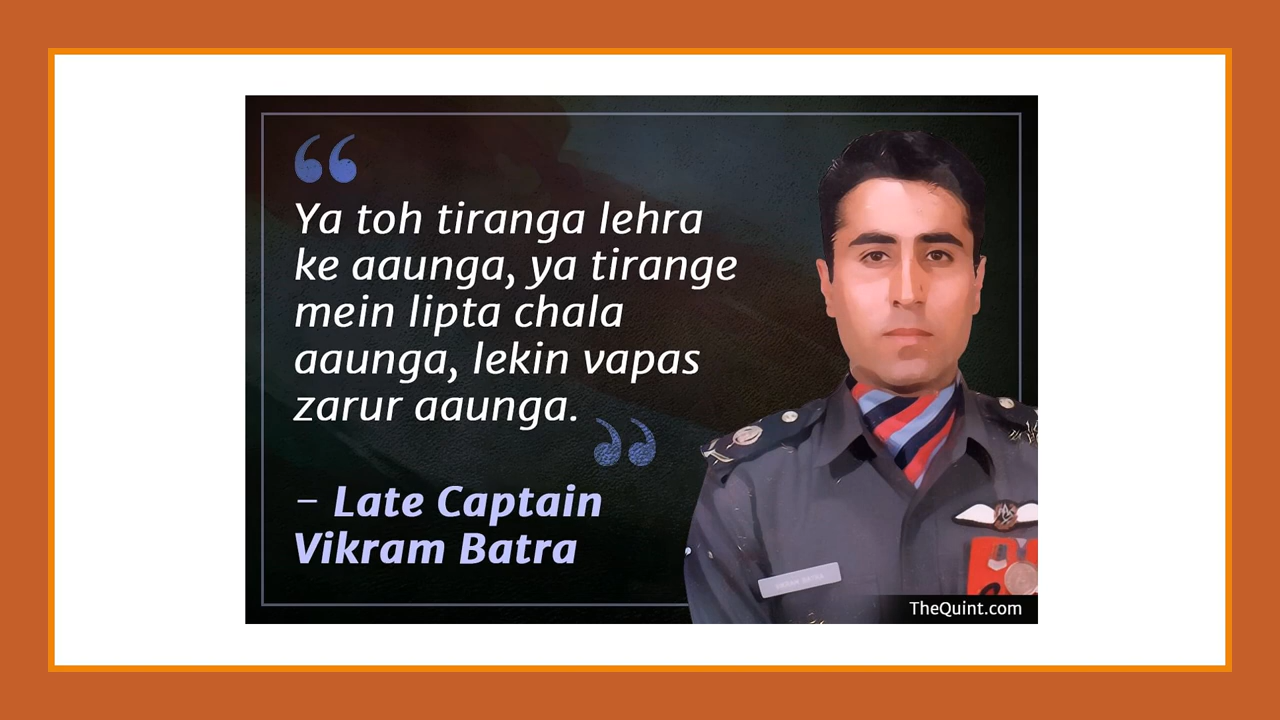 “
Ya toh tiranga lehra
ke aaunga, ya tirange
mein lipta chala
aaunga, lekin vapas
zarur aaunga.
”
– Late Captain
Vikram Batra
TheQuint.com